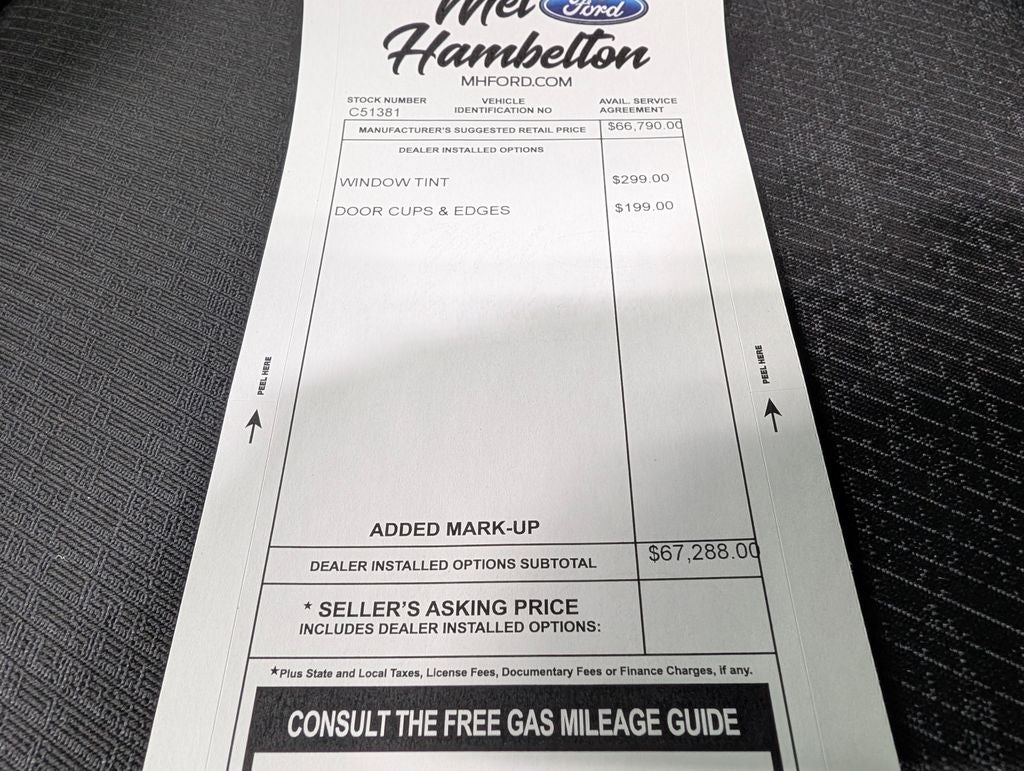 Mel Ford
Hambelton
MHFORD.COM
STOCK NUMBER VEHICLE IDENTIFICATION NO AVAIL. SERVICE AGREEMENT
C51381
MANUFACTURER'S SUGGESTED RETAIL PRICE $66,790.00
DEALER INSTALLED OPTIONS
WINDOW TINT $299.00
DOOR CUPS & EDGES $199.00
PEEL HERE
PEEL HERE
ADDED MARK-UP
DEALER INSTALLED OPTIONS SUBTOTAL $67,288.00
★ SELLER'S ASKING PRICE
INCLUDES DEALER INSTALLED OPTIONS:
★Plus State and Local Taxes, License Fees, Documentary Fees or Finance Charges, if any.
CONSULT THE FREE GAS MILEAGE GUIDE